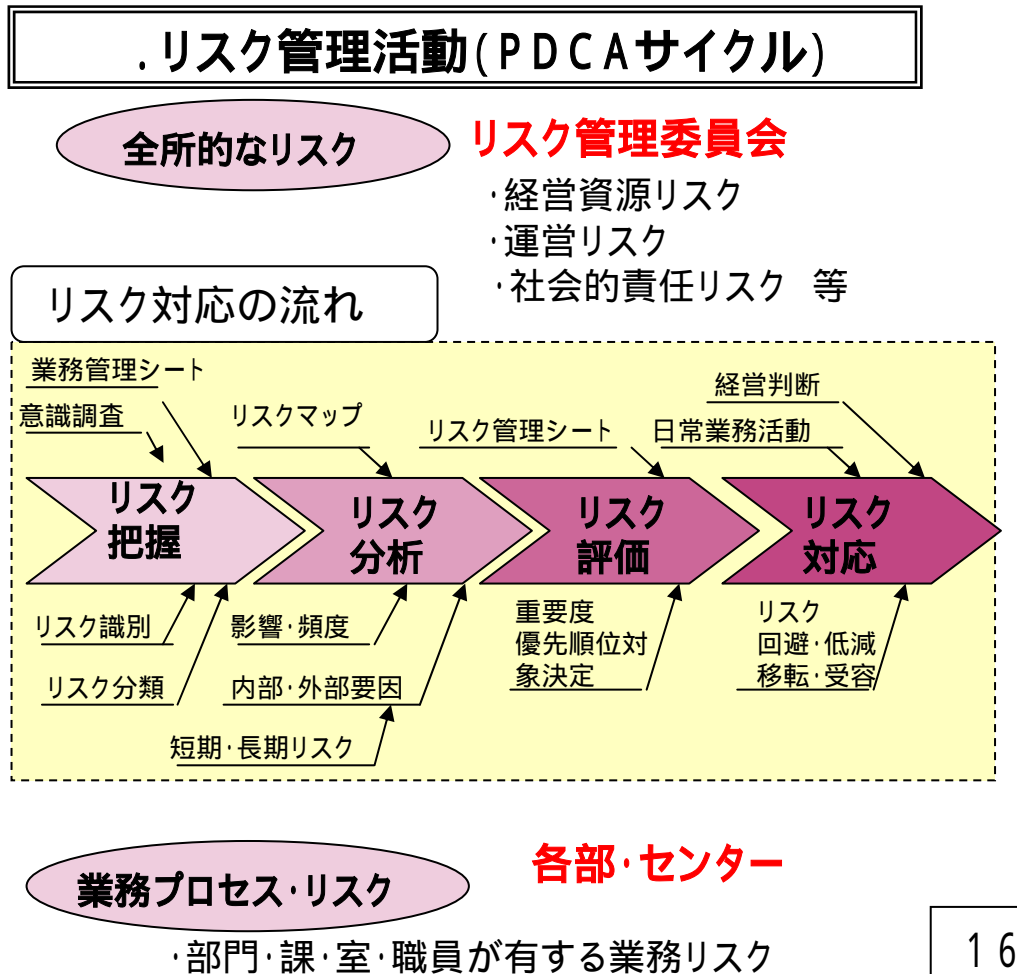 .リスク管理活動(PDCAサイクル)
全所的なリスク
リスク管理委員会
・経営資源リスク
・運営リスク
・社会的責任リスク 等
リスク対応の流れ
業務管理シート
意識調査
リスクマップ
リスク管理シート
経営判断
日常業務活動
リスク
把握
リスク
分析
リスク
評価
リスク
対応
リスク識別
リスク分類
影響・頻度
内部・外部要因
短期・長期リスク
重要度
優先順位対
象決定
リスク
回避・低減
移転・受容
業務プロセス・リスク
各部・センター
・部門・課・室・職員が有する業務リスク
16